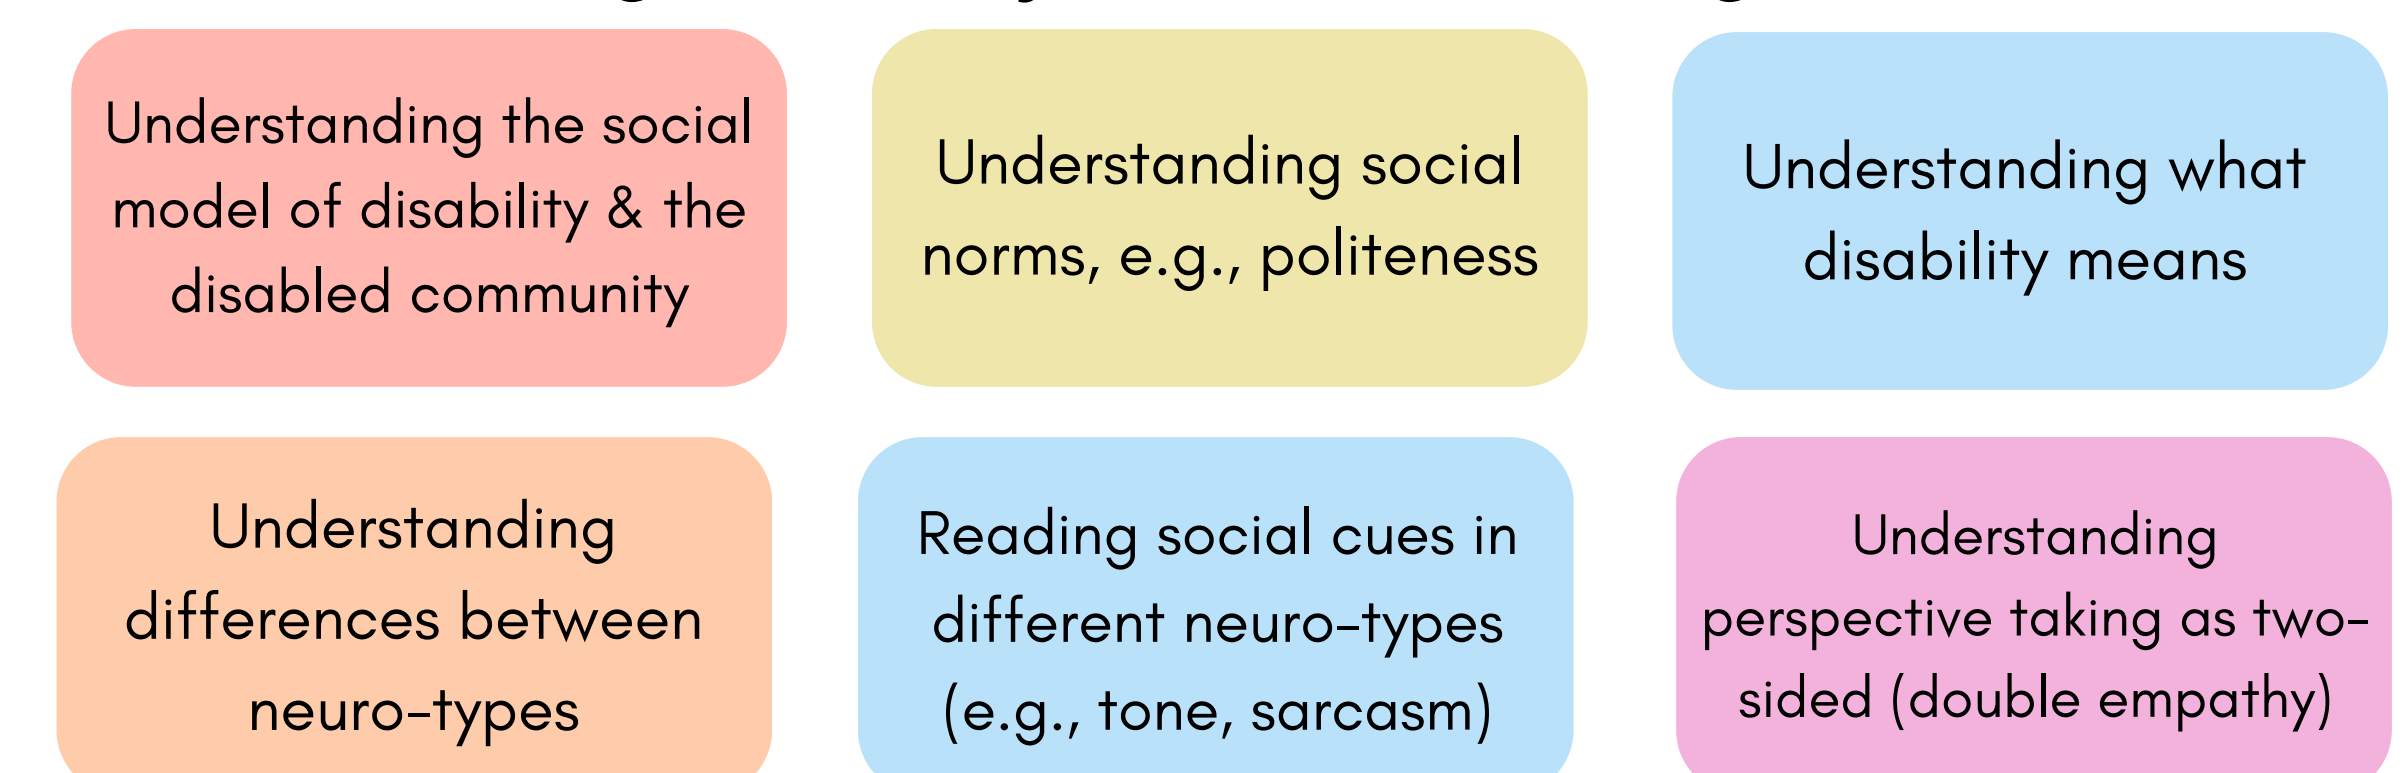 Understanding the social
model of disability & the
disabled community
Understanding social
norms, e.g., politeness
Understanding what
disability means
Understanding
differences between
neuro-types
Reading social cues in
different neuro-types
(e.g., tone, sarcasm)
Understanding
perspective taking as two-
sided (double empathy)